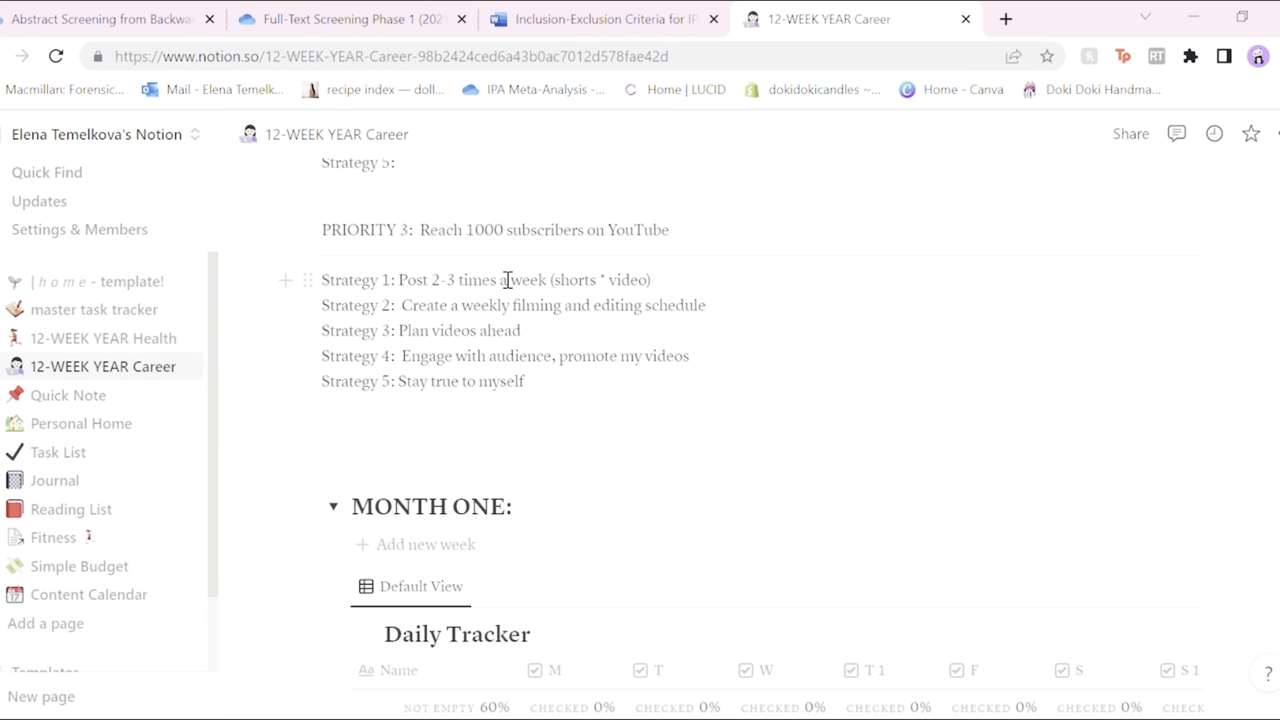 Abstract Screening from Backwa
Full-Text Screening Phase 1 (202
Inclusion-Exclusion Criteria for IP
12-WEEK YEAR Career
https://www.notion.so/12-WEEK-YEAR-Career-98b2424ced6a43b0ac7012d578fae42d
Tp
RT
Macmillan: Forensic...
Mail - Elena Temelk...
recipe index — doll...
IPA Meta-Analysis -...
Home | LUCID
dokidokicandles ~...
Home - Canva
Doki Doki Handma...
Elena Temelkova's Notion
12-WEEK YEAR Career
Share
Quick Find
Updates
Settings & Members
| h o m e - template!
master task tracker
12-WEEK YEAR Health
12-WEEK YEAR Career
Quick Note
Personal Home
Task List
Journal
Reading List
Fitness
Simple Budget
Content Calendar
Add a page
Templates
New page
Strategy 5:
PRIORITY 3: Reach 1000 subscribers on YouTube
Strategy 1: Post 2-3 times a week (shorts * video)
Strategy 2: Create a weekly filming and editing schedule
Strategy 3: Plan videos ahead
Strategy 4: Engage with audience, promote my videos
Strategy 5: Stay true to myself
MONTH ONE:
+ Add new week
Default View
Daily Tracker
Aa Name M T W T 1 F S S 1
NOT EMPTY 60% CHECKED 0% CHECKED 0% CHECKED 0% CHECKED 0% CHECKED 0% CHECKED 0% CHECK
?